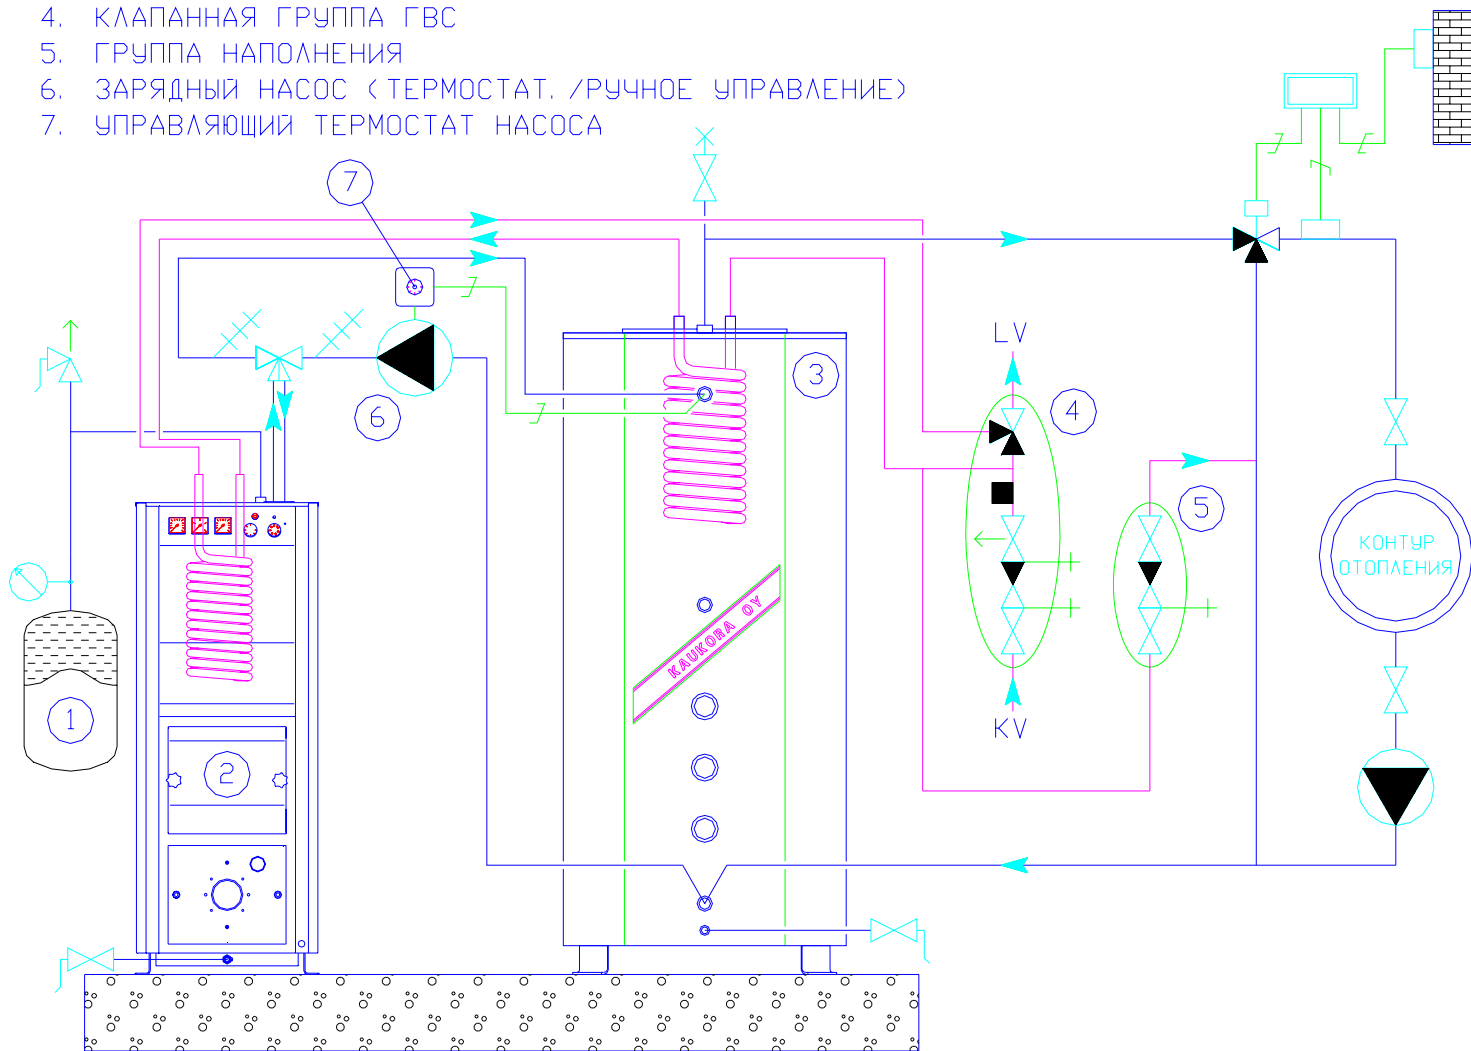 4. КЛАПАННАЯ ГРУППА ГВС
5. ГРУППА НАПОЛНЕНИЯ
6. ЗАРЯДНЫЙ НАСОС (ТЕРМОСТАТ. /РУЧНОЕ УПРАВЛЕНИЕ)
7. УПРАВЛЯЮЩИЙ ТЕРМОСТАТ НАСОСА
7
LV
3
4
6
5
КОНТУР
ОТОПЛЕНИЯ
KAUKORA OY
1
KV
2